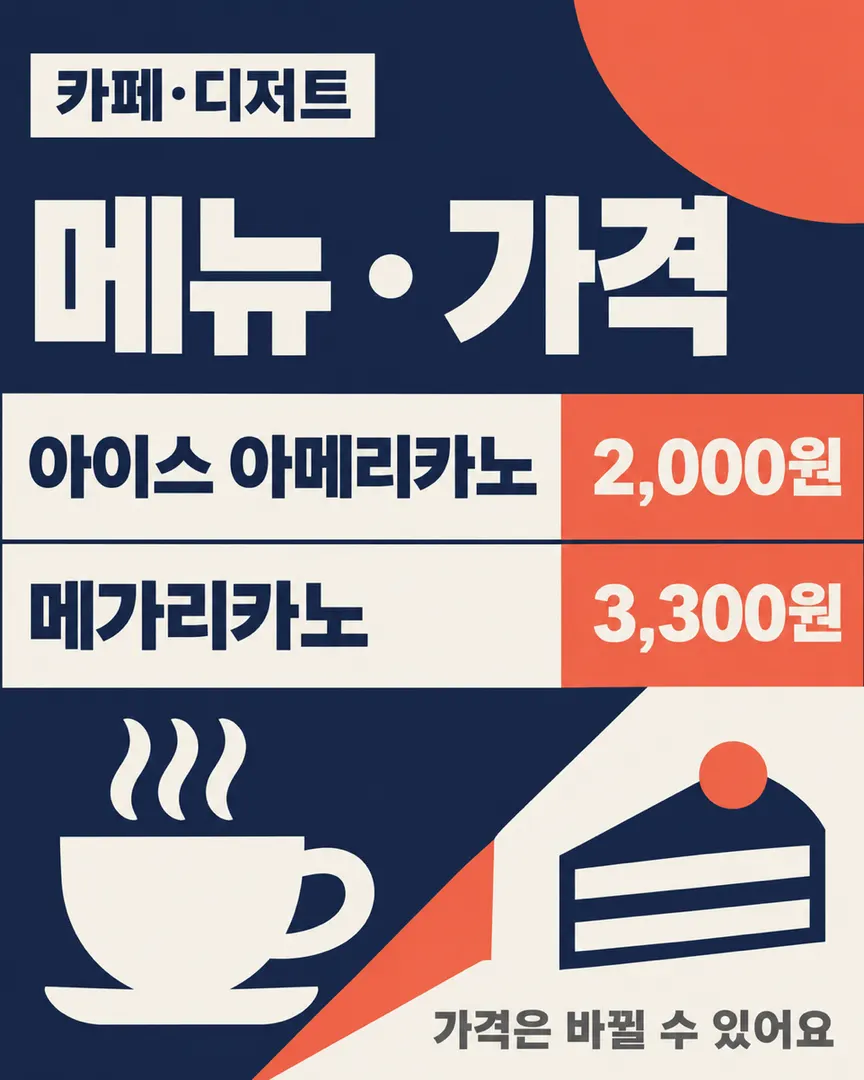 카페·디저트
메뉴·가격
아이스 아메리카노 2,000원
메가리카노 3,300원
가격은 바뀔 수 있어요